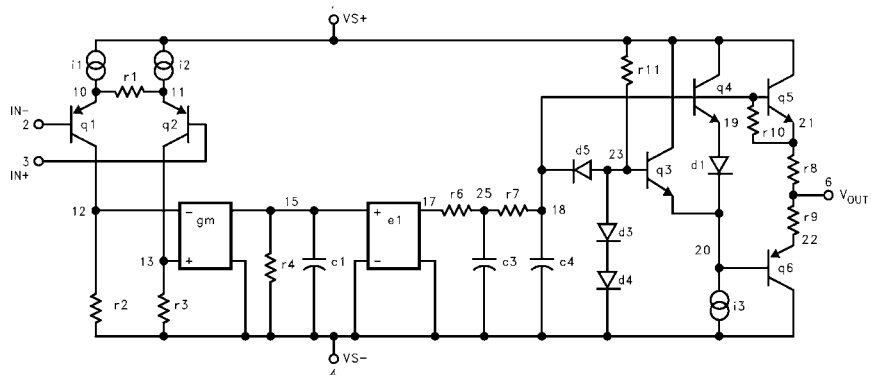 VS+
i1
i2
r1
r11
10
11
q4
q5
IN-
2
q1
q2
19
21
r10
3
IN+
d5
23
q3
d1
r8
6
VOUT
12
gm
15
e1
17
r6
25
r7
18
d3
r9
22
13
r4
c1
c3
c4
d4
20
q6
r2
r3
i3
VS-
4